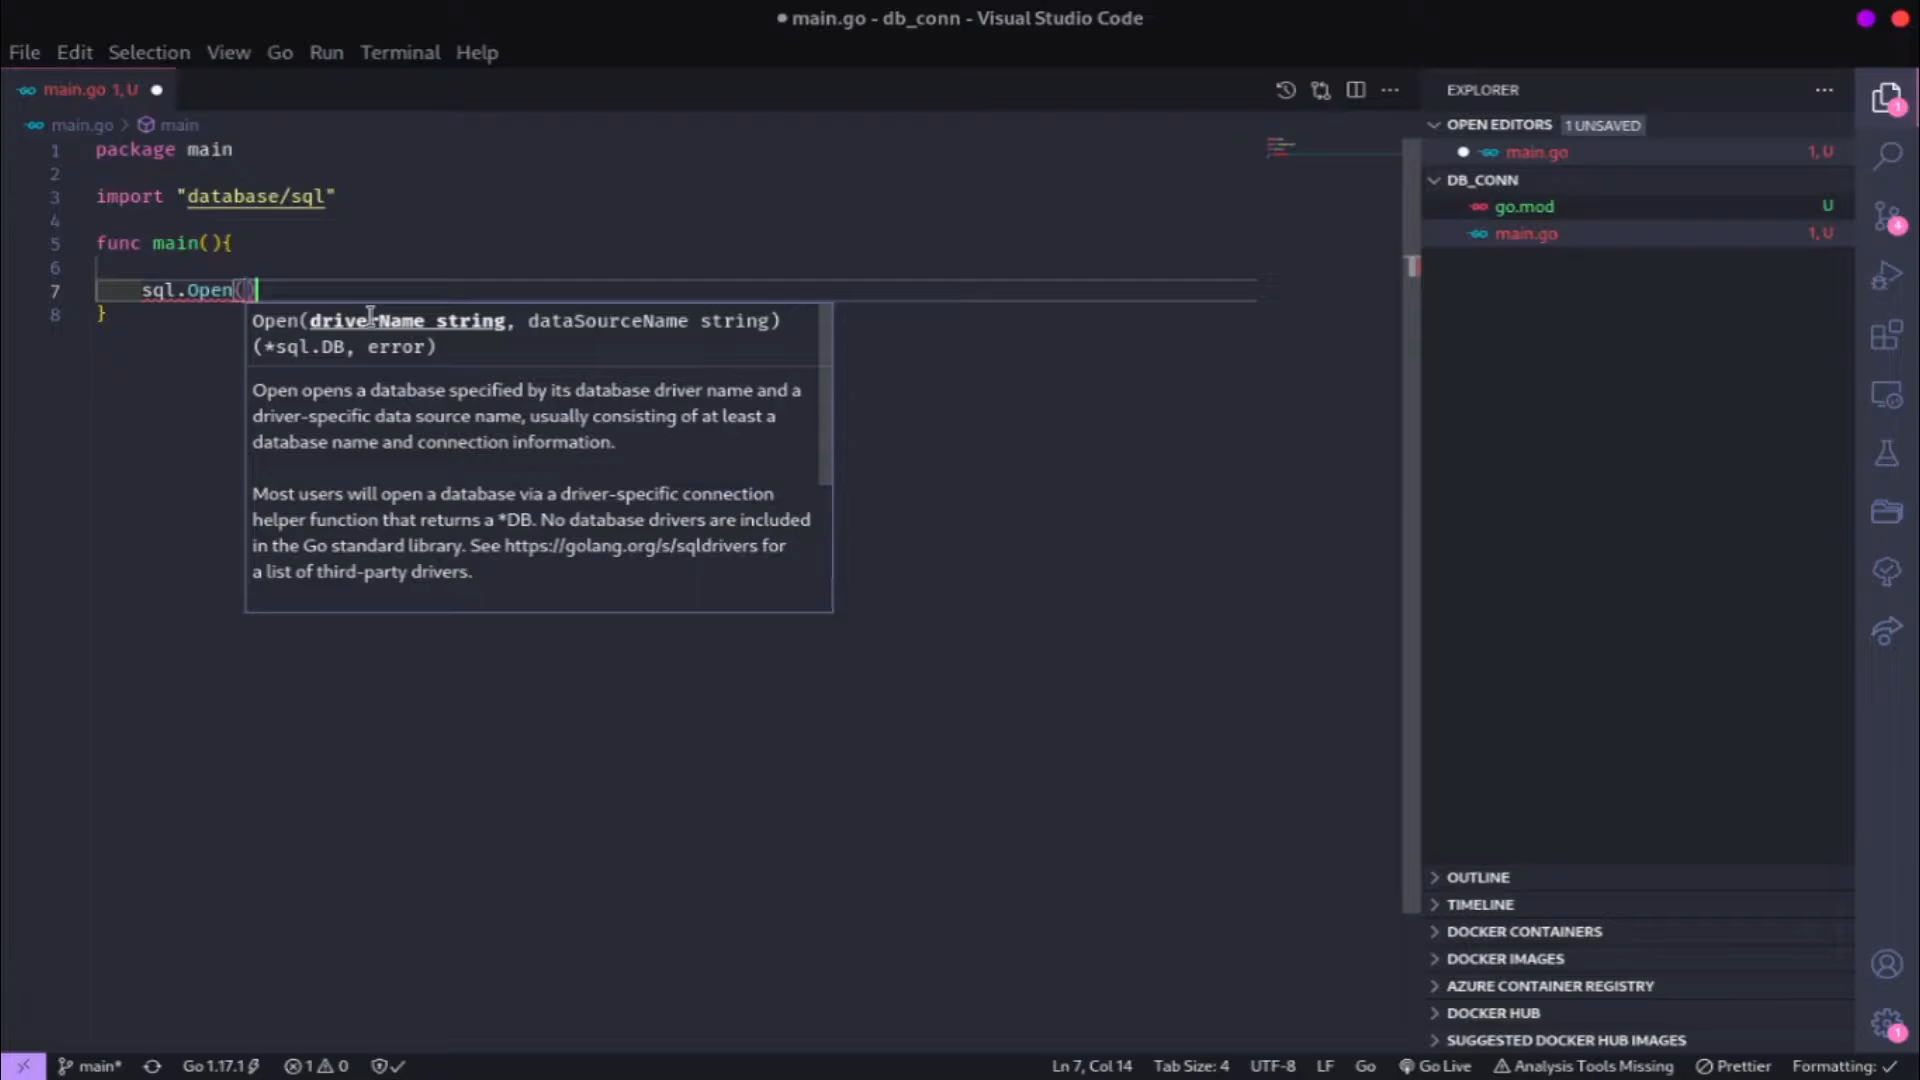 main.go - db_conn - Visual Studio Code
File Edit Selection View Go Run Terminal Help
main.go 1, U
main.go > main
1 package main
2
3 import "database/sql"
4
5 func main(){
6
7 sql.Open()
8 }
Open(driverName string, dataSourceName string)
(*sql.DB, error)
Open opens a database specified by its database driver name and a
driver-specific data source name, usually consisting of at least a
database name and connection information.
Most users will open a database via a driver-specific connection
helper function that returns a *DB. No database drivers are included
in the Go standard library. See https://golang.org/s/sqldrivers for
a list of third-party drivers.
EXPLORER
OPEN EDITORS 1 UNSAVED
main.go 1, U
DB_CONN
go.mod U
main.go 1, U
OUTLINE
TIMELINE
DOCKER CONTAINERS
DOCKER IMAGES
AZURE CONTAINER REGISTRY
DOCKER HUB
SUGGESTED DOCKER HUB IMAGES
1
4
1
main* Go 1.17.1 1 0 Ln 7, Col 14 Tab Size: 4 UTF-8 LF Go Go Live Analysis Tools Missing Prettier Formatting: ✓